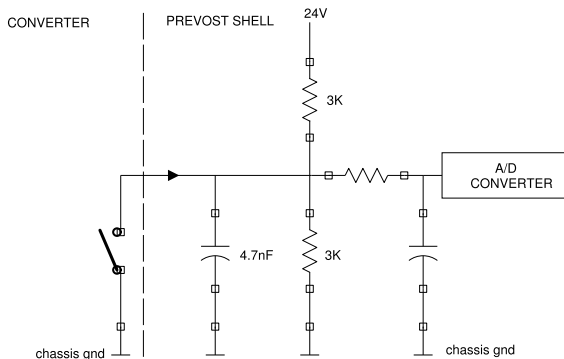 CONVERTER
PREVOST SHELL
24V
3K
A/D
CONVERTER
4.7nF
3K
chassis gnd
chassis gnd